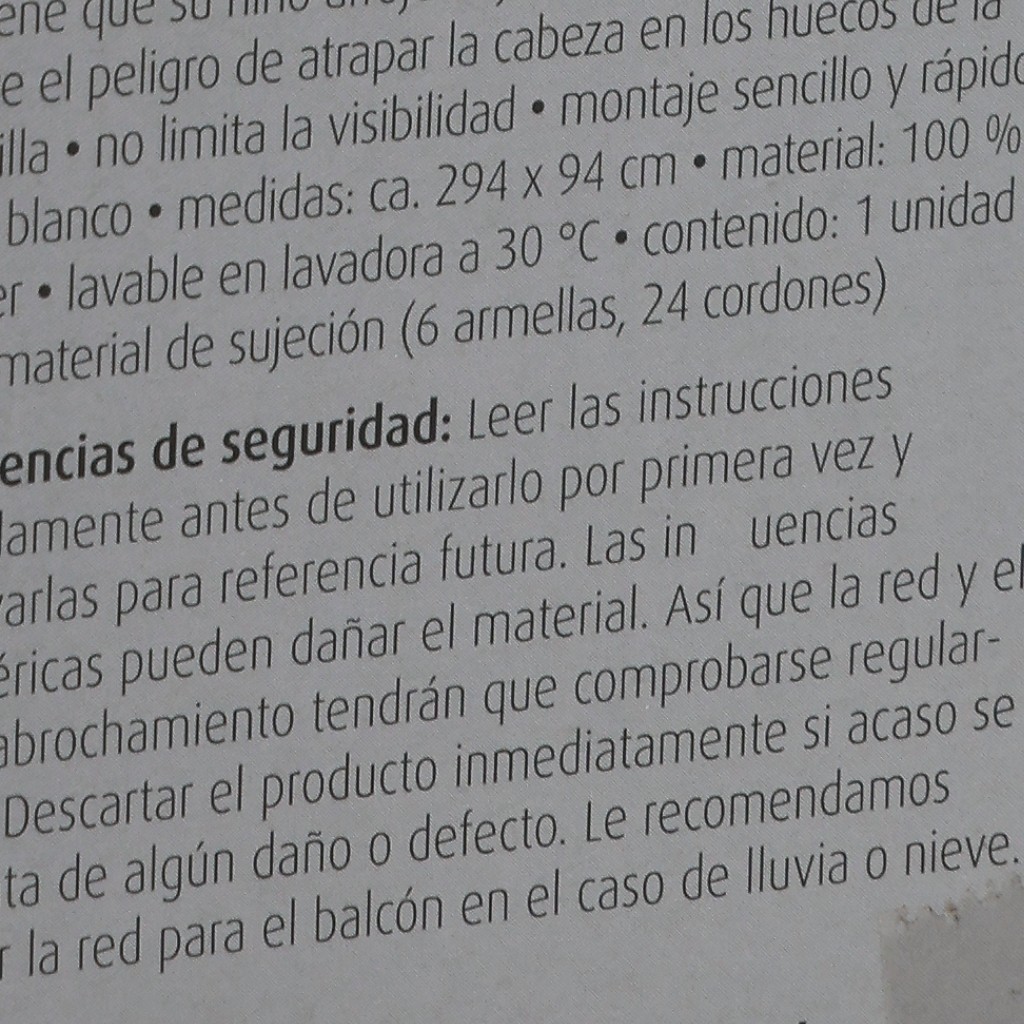 que su niño
e el peligro de atrapar la cabeza en los huecos de la
illa • no limita la visibilidad • montaje sencillo y rápido
blanco • medidas: ca. 294 x 94 cm • material: 100 %
er • lavable en lavadora a 30 °C • contenido: 1 unidad
material de sujeción (6 armellas, 24 cordones)
encias de seguridad: Leer las instrucciones
damente antes de utilizarlo por primera vez y
varlas para referencia futura. Las in uencias
éricas pueden dañar el material. Así que la red y el
abrochamiento tendrán que comprobarse regular-
Descartar el producto inmediatamente si acaso se
ta de algún daño o defecto. Le recomendamos
r la red para el balcón en el caso de lluvia o nieve.